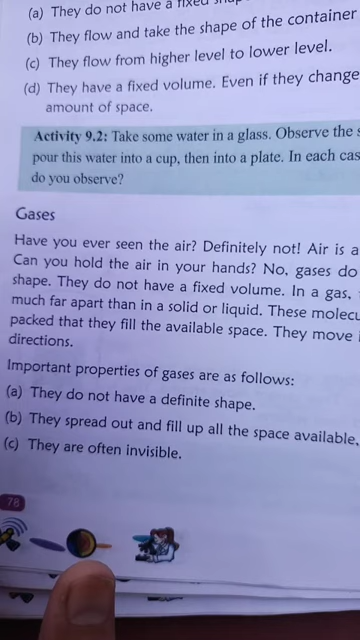 (a) They do not have a fixed
(b) They flow and take the shape of the container
(c) They flow from higher level to lower level.
(d) They have a fixed volume. Even if they change
amount of space.
Activity 9.2: Take some water in a glass. Observe the
pour this water into a cup, then into a plate. In each
do you observe?
Gases
Have you ever seen the air? Definitely not! Air is a
Can you hold the air in your hands? No, gases do
shape. They do not have a fixed volume. In a gas,
much far apart than in a solid or liquid. These
packed that they fill the available space. They move
directions.
Important properties of gases are as follows:
(a) They do not have a definite shape.
(b) They spread out and fill up all the space available,
(c) They are often invisible.
78